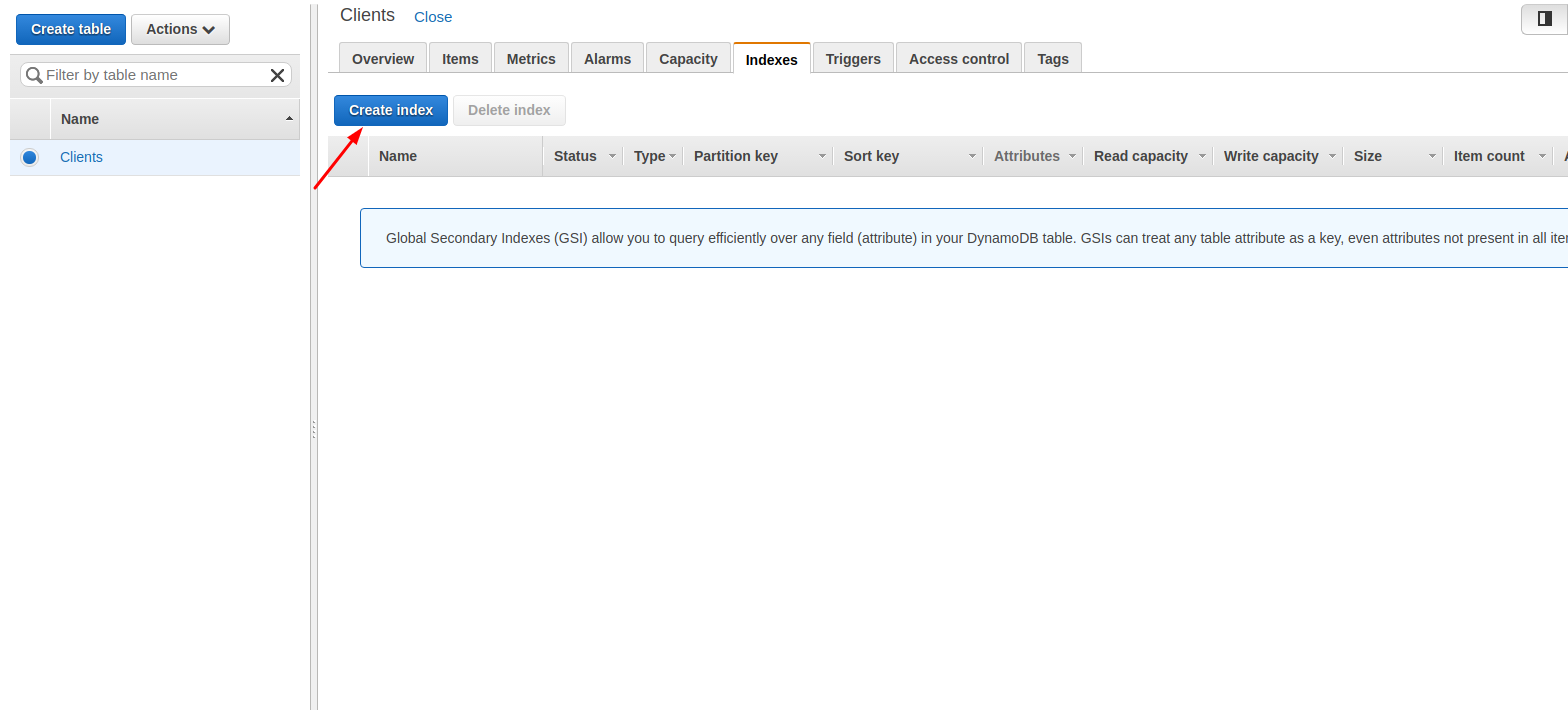 Create table
Actions
Filter by table name
Name
Clients
Clients Close
Overview Items Metrics Alarms Capacity Indexes Triggers Access control Tags
Create index Delete index
Name Status Type Partition key Sort key Attributes Read capacity Write capacity Size Item count
Global Secondary Indexes (GSI) allow you to query efficiently over any field (attribute) in your DynamoDB table. GSIs can treat any table attribute as a key, even attributes not present in all